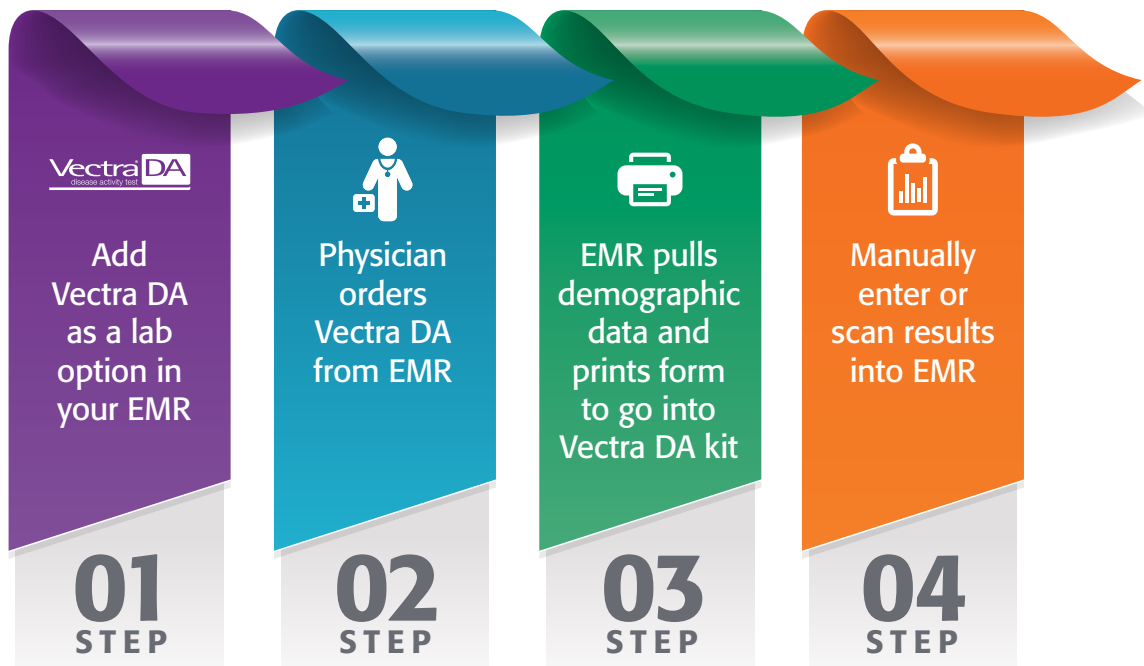 Vectra DA
disease activity test
Add
Vectra DA
as a lab
option in
your EMR
01
STEP
Physician
orders
Vectra DA
from EMR
02
STEP
EMR pulls
demographic
data and
prints form
to go into
Vectra DA kit
03
STEP
Manually
enter or
scan results
into EMR
04
STEP